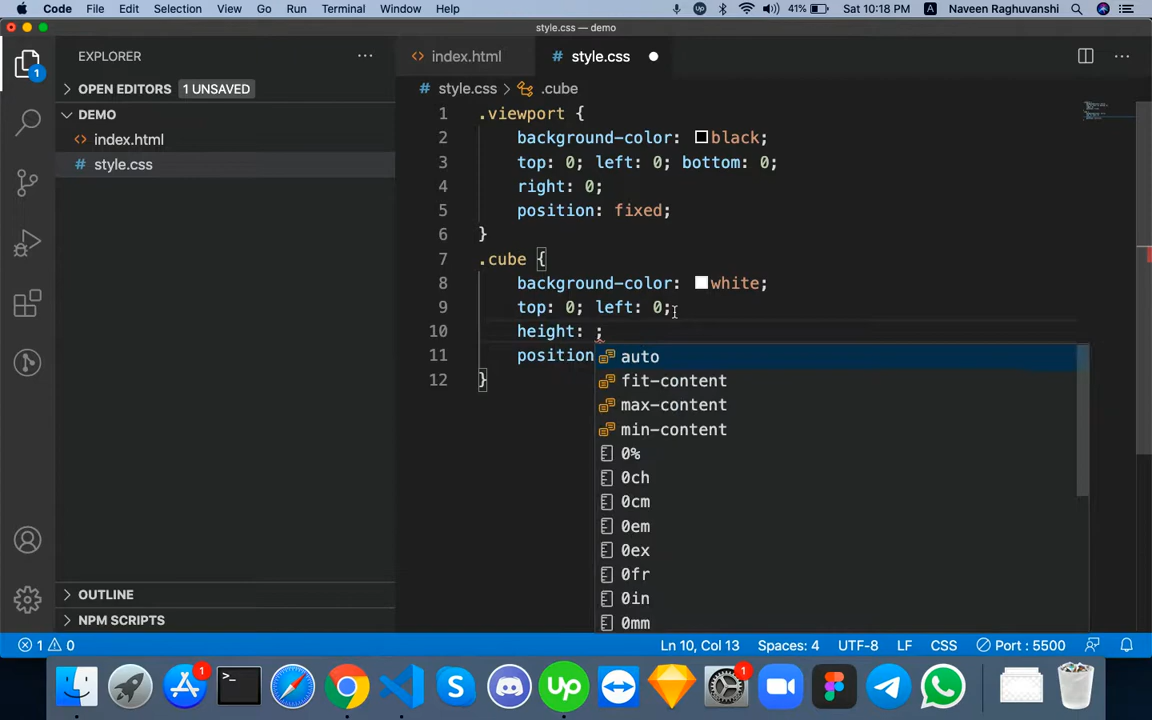 Code File Edit Selection View Go Run Terminal Window Help 41% Sat 10:18 PM A Naveen Raghuvanshi
style.css — demo
EXPLORER
index.html
style.css
1
OPEN EDITORS 1 UNSAVED
style.css > .cube
DEMO
index.html
style.css
1 .viewport {
2 background-color: black;
3 top: 0; left: 0; bottom: 0;
4 right: 0;
5 position: fixed;
6 }
7 .cube {
8 background-color: white;
9 top: 0; left: 0;
10 height: ;
11 position
12 }
auto
fit-content
max-content
min-content
0%
0ch
0cm
0em
0ex
0fr
0in
0mm
OUTLINE
NPM SCRIPTS
1 0 Ln 10, Col 13 Spaces: 4 UTF-8 LF CSS Port : 5500
1
>_
Up
1